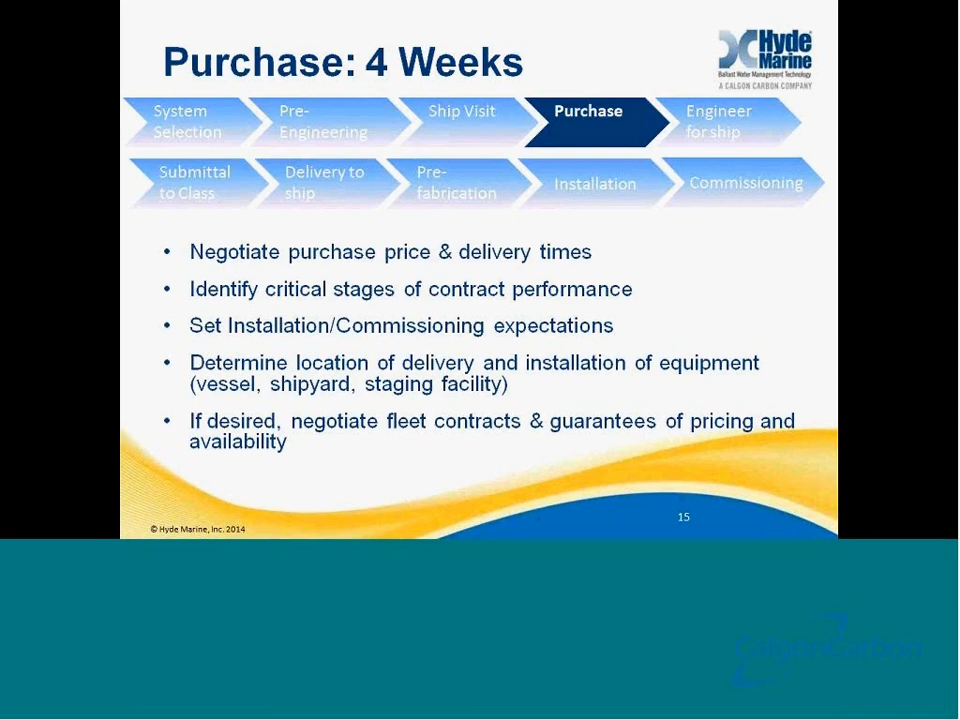 Purchase: 4 Weeks
Hyde
Marine
Ballast Water Management Technology
A CALGON CARBON COMPANY
System
Selection
Pre-
Engineering
Ship Visit
Purchase
Engineer
for ship
Submittal
to Class
Delivery to
ship
Pre-
fabrication
Installation
Commissioning
• Negotiate purchase price & delivery times
• Identify critical stages of contract performance
• Set Installation/Commissioning expectations
• Determine location of delivery and installation of equipment
(vessel, shipyard, staging facility)
• If desired, negotiate fleet contracts & guarantees of pricing and
availability
15
© Hyde Marine, Inc. 2014
CalgonCarbon